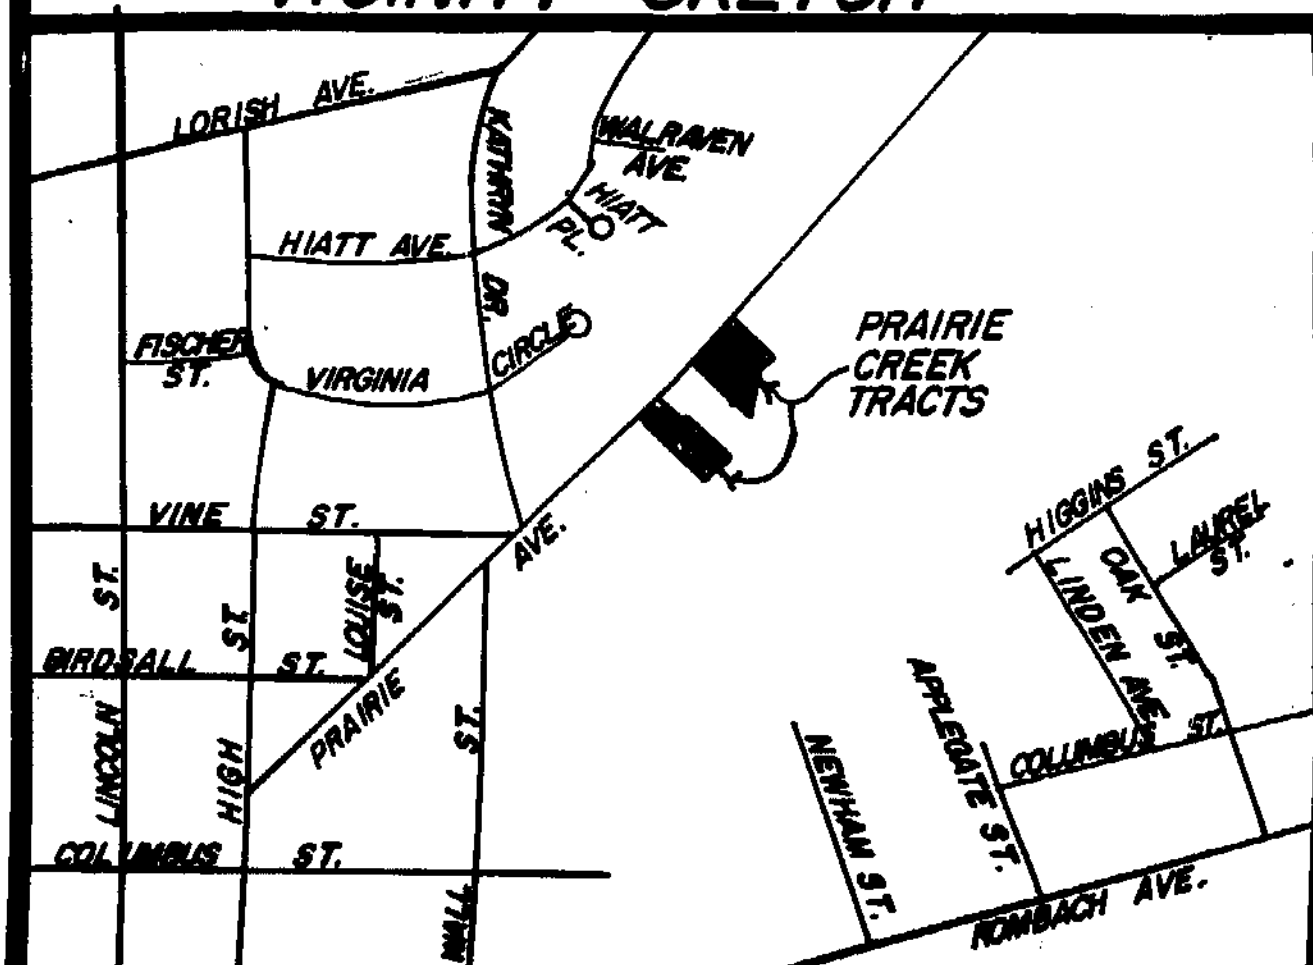 VICINITY SKETCH
LORISH AVE.
KATHRYN DR.
WALRAVEN
AVE.
HIATT
PL.
HIATT AVE.
FISCHER
ST.
VIRGINIA CIRCLE
PRAIRIE
CREEK
TRACTS
VINE ST.
PRAIRIE AVE.
LOUISE
ST.
LINCOLN ST.
HIGH ST.
BIRDSALL ST.
WALL ST.
COLUMBUS ST.
HIGGINS ST.
LAUREL
ST.
OAK ST.
LINDEN AVE.
APPLEGATE ST.
NEWHAM ST.
COLUMBUS ST.
ROMBACH AVE.